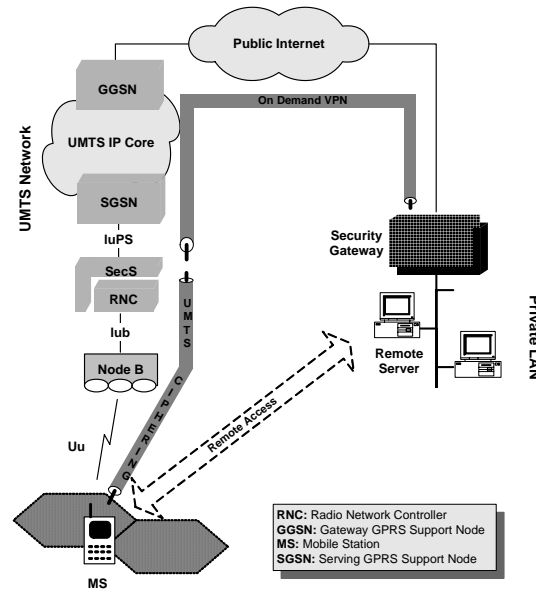 Public Internet
GGSN
On Demand VPN
UMTS IP Core
UMTS Network
SGSN
IuPS
Security
Gateway
SecS
RNC
UMTS CIPHERING
Iub
Private LAN
Remote
Server
Node B
Remote Access
Uu
MS
RNC: Radio Network Controller
GGSN: Gateway GPRS Support Node
MS: Mobile Station
SGSN: Serving GPRS Support Node